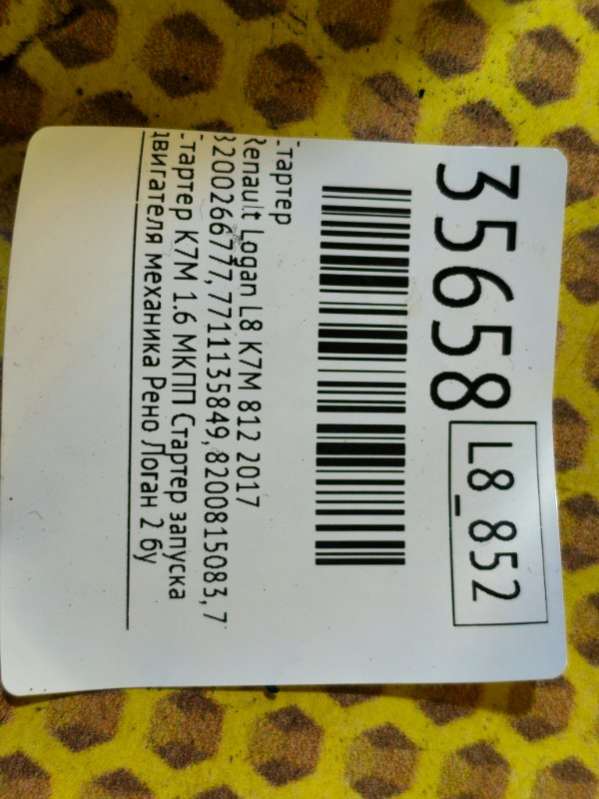 35658
L8_852
-тартер
Renault Logan L8 K7M 812 2017
8200266777,7711135849,8200815083,7
-тартер K7M 1.6 МКПП Стартер запуска
двигателя механика Рено Логан 2 бу